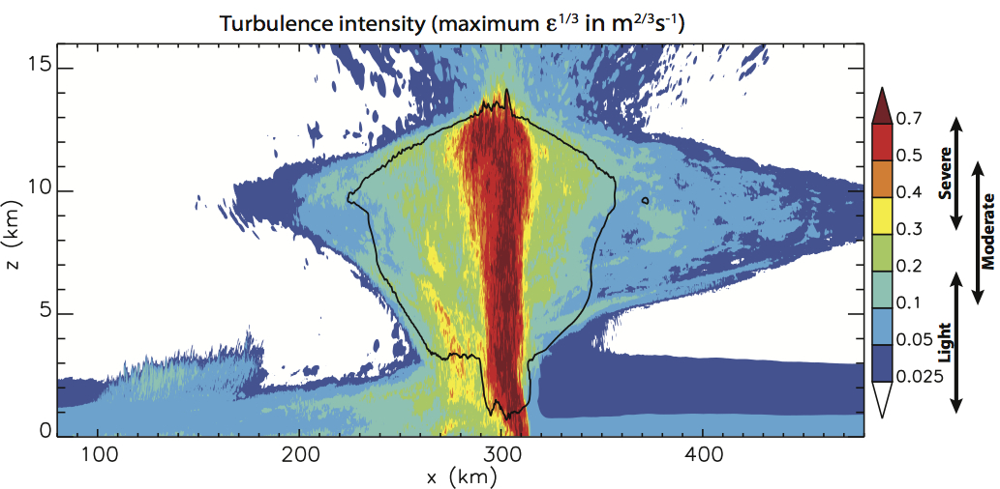 Turbulence intensity (maximum ε¹/³ in m²/³s⁻¹)
15
10
5
0
z (km)
100
200
300
400
x (km)
0.7
0.5
0.4
0.3
0.2
0.1
0.05
0.025
Severe
Moderate
Light